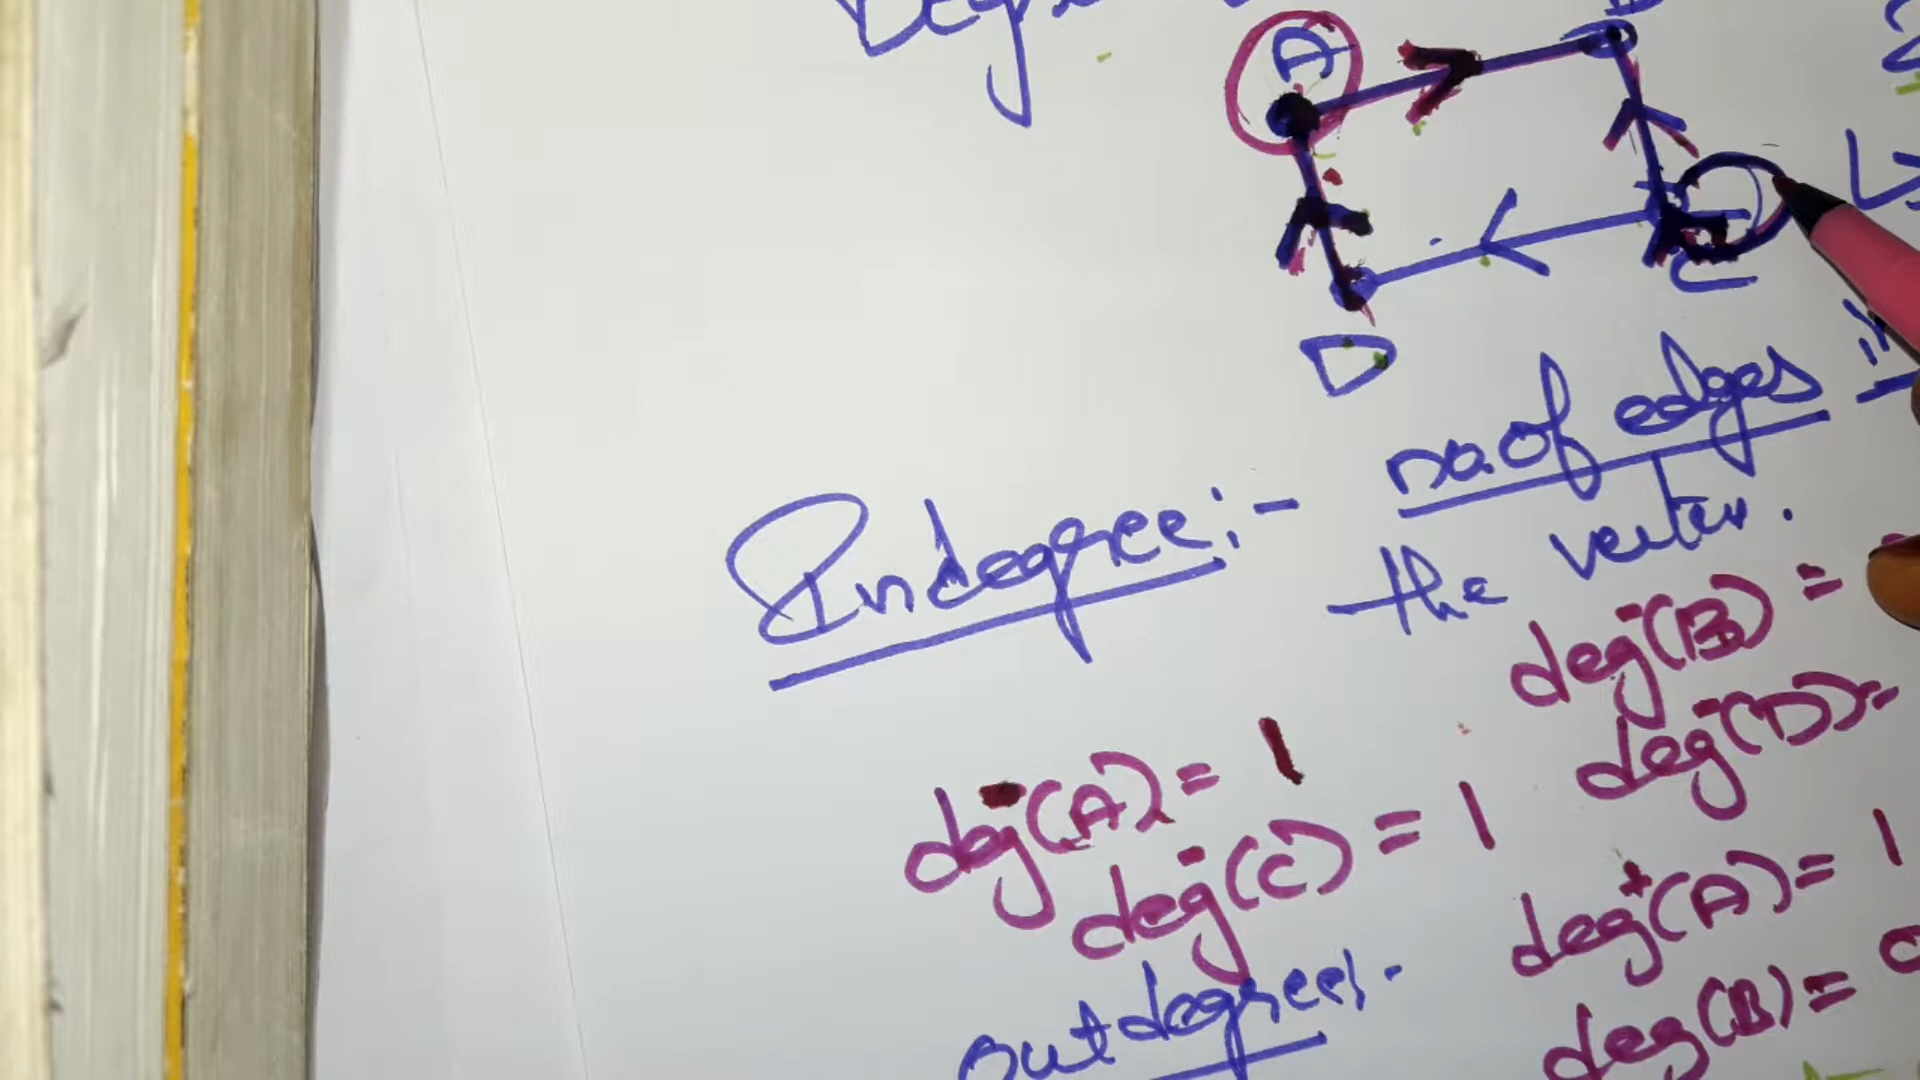 A
D
C
Indegree :- no of edges
the vertex.
deg⁻(B) =
deg⁻(D) =
deg⁻(A) = 1
deg⁻(C) = 1
deg⁺(A) = 1
outdegree :-
deg(B) =